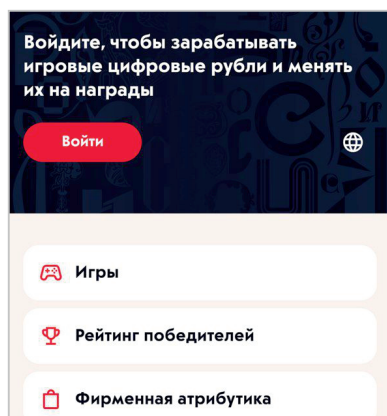 Войдите, чтобы зарабатывать
игровые цифровые рубли и менять
их на награды
Войти
Игры
Рейтинг победителей
Фирменная атрибутика